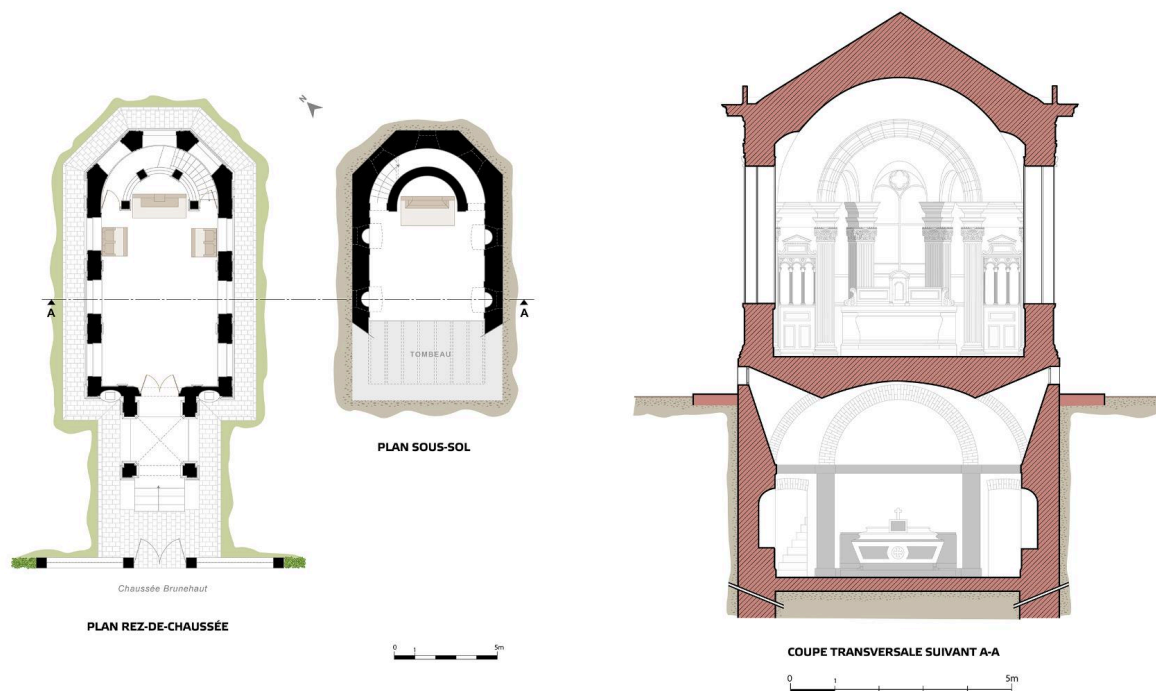 N
A
A
TOMBEAU
PLAN SOUS-SOL
Chaussée Brunehaut
PLAN REZ-DE-CHAUSSÉE
0 1 5m
COUPE TRANSVERSALE SUIVANT A-A
0 1 5m